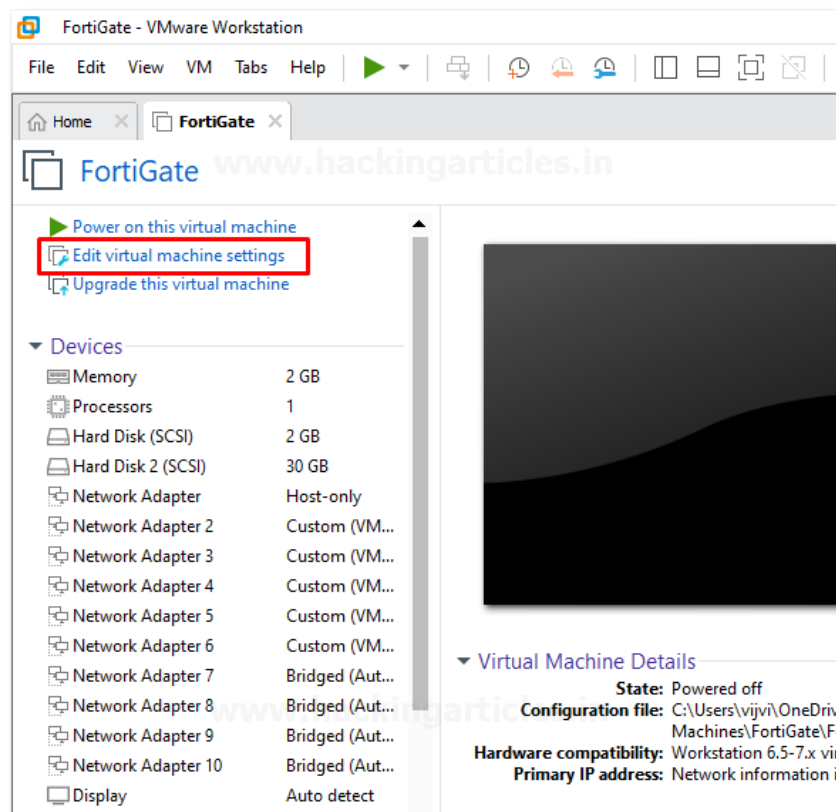 FortiGate - VMware Workstation
File Edit View VM Tabs Help
Home FortiGate
FortiGate
www.hackingarticles.in
Power on this virtual machine
Edit virtual machine settings
Upgrade this virtual machine
Devices
Memory 2 GB
Processors 1
Hard Disk (SCSI) 2 GB
Hard Disk 2 (SCSI) 30 GB
Network Adapter Host-only
Network Adapter 2 Custom (VM...
Network Adapter 3 Custom (VM...
Network Adapter 4 Custom (VM...
Network Adapter 5 Custom (VM...
Network Adapter 6 Custom (VM...
Network Adapter 7 Bridged (Aut...
Network Adapter 8 Bridged (Aut...
Network Adapter 9 Bridged (Aut...
Network Adapter 10 Bridged (Aut...
Display Auto detect
www.hackingarticles.in
Virtual Machine Details
State: Powered off
Configuration file: C:\Users\vijvi\OneDriv
Machines\FortiGate\F
Hardware compatibility: Workstation 6.5-7.x vi
Primary IP address: Network information